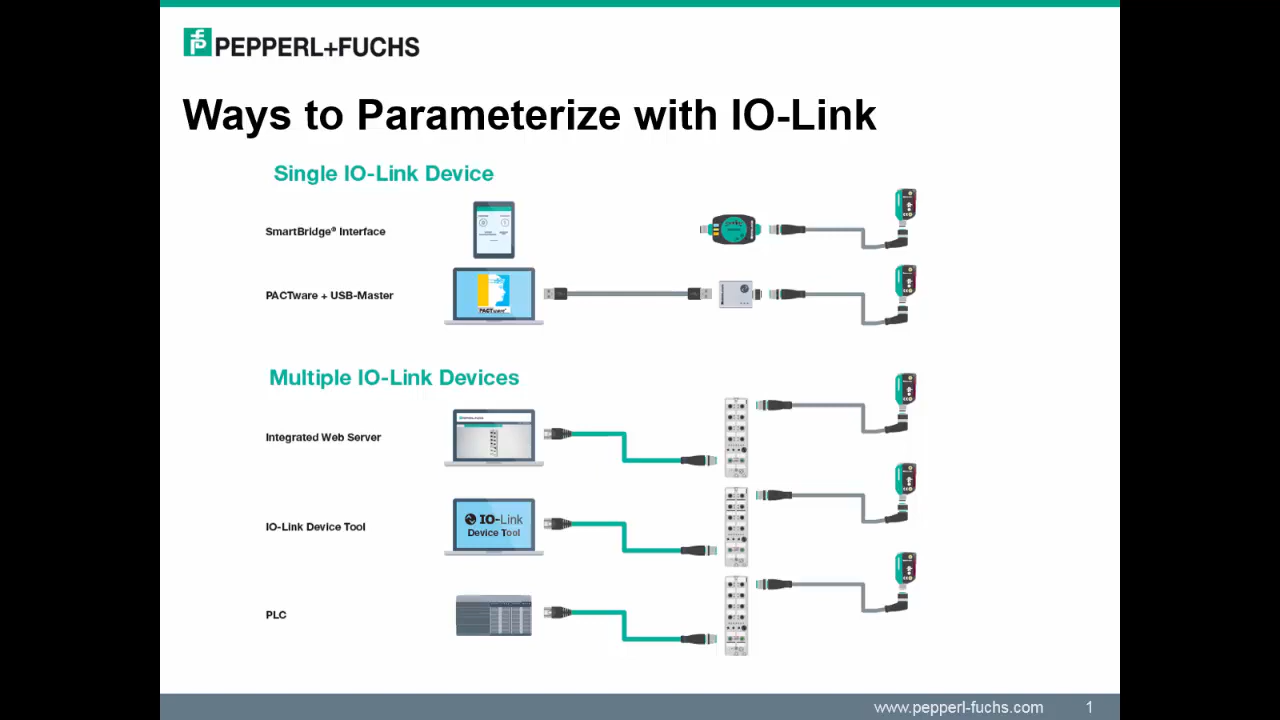 PEPPERL+FUCHS
Ways to Parameterize with IO-Link
Single IO-Link Device
SmartBridge® Interface
PACTware + USB-Master
PACTware
Multiple IO-Link Devices
Integrated Web Server
IO-Link Device Tool
IO-Link
Device Tool
PLC
www.pepperl-fuchs.com
1